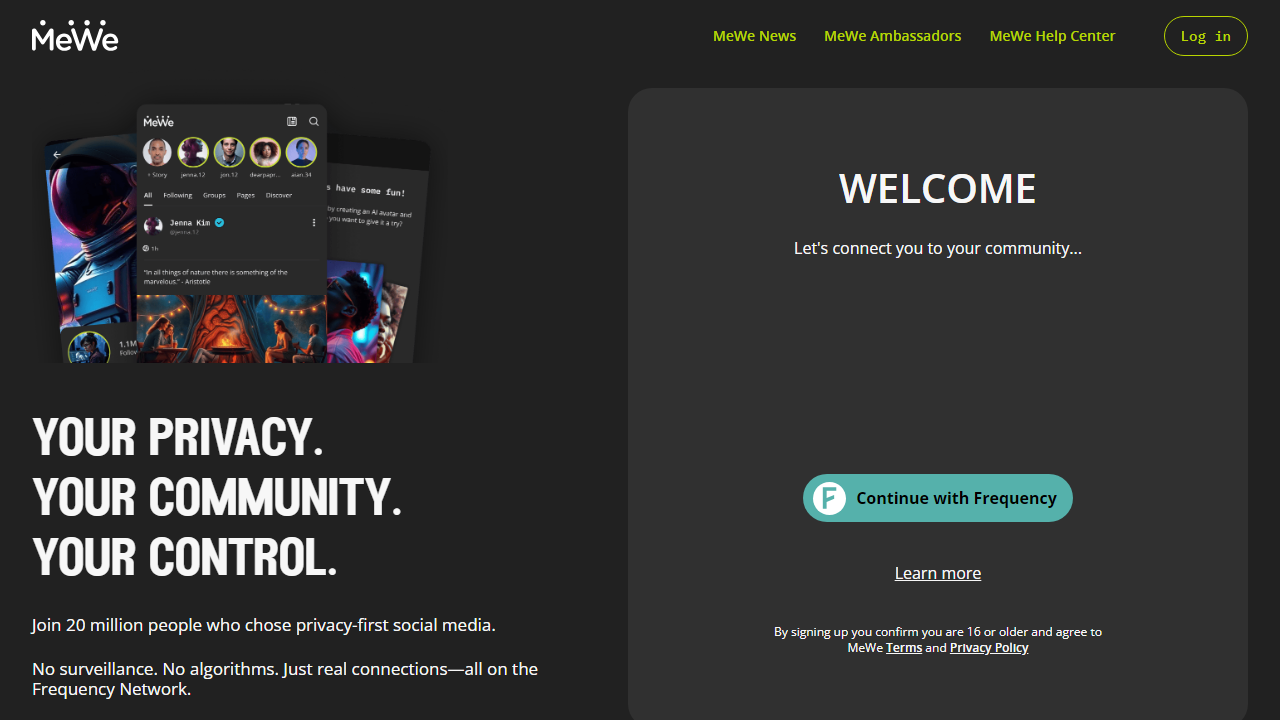 MeWe
MeWe News
MeWe Ambassadors
MeWe Help Center
Log in
MeWe
+ Story
jenna.12
jon.12
dearpapr...
aian.34
All
Following
Groups
Pages
Discover
Jenna Kim
@jenna.12
1h
"In all things of nature there is something of the
marvelous." - Aristotle
s have some fun!
by creating an AI avatar and
you want to give it a try?
1.1M
Follow
YOUR PRIVACY.
YOUR COMMUNITY.
YOUR CONTROL.
Join 20 million people who chose privacy-first social media.
No surveillance. No algorithms. Just real connections—all on the
Frequency Network.
WELCOME
Let's connect you to your community...
F Continue with Frequency
Learn more
By signing up you confirm you are 16 or older and agree to
MeWe Terms and Privacy Policy